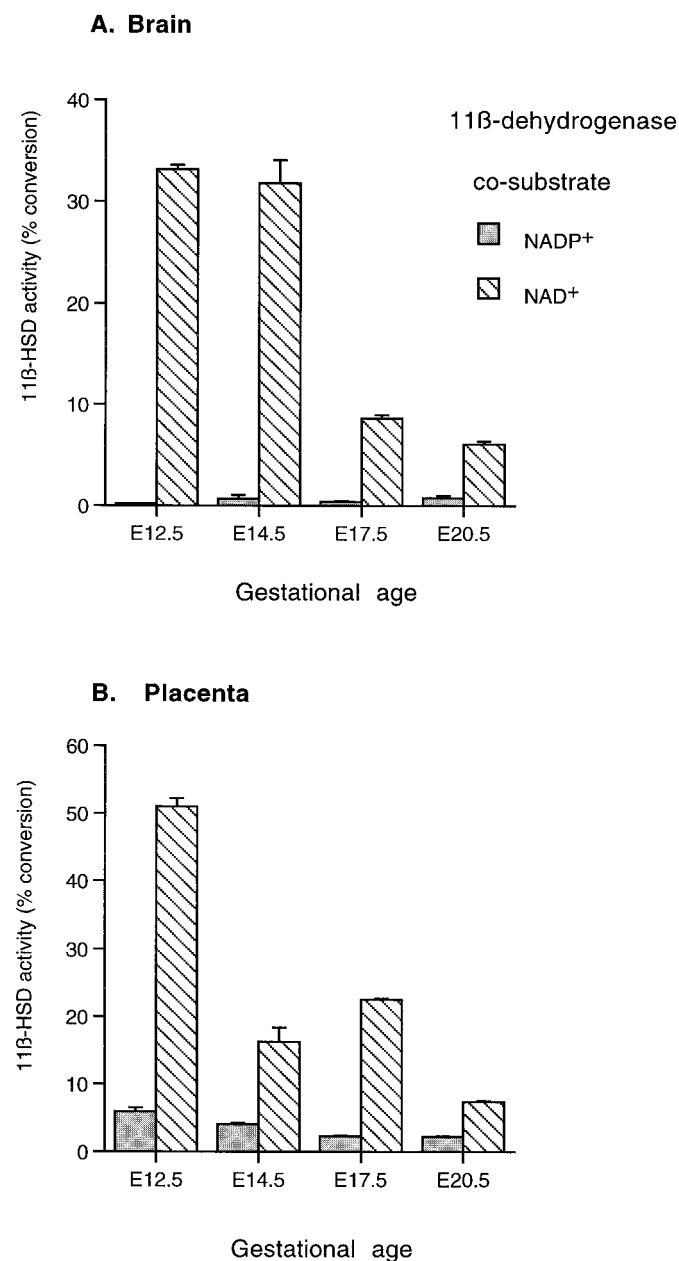 A. Brain
11ß-HSD activity (% conversion)
40
30
20
10
0
11ß-dehydrogenase
co-substrate
NADP+
NAD+
E12.5 E14.5 E17.5 E20.5
Gestational age
B. Placenta
11ß-HSD activity (% conversion)
60
50
40
30
20
10
0
E12.5 E14.5 E17.5 E20.5
Gestational age